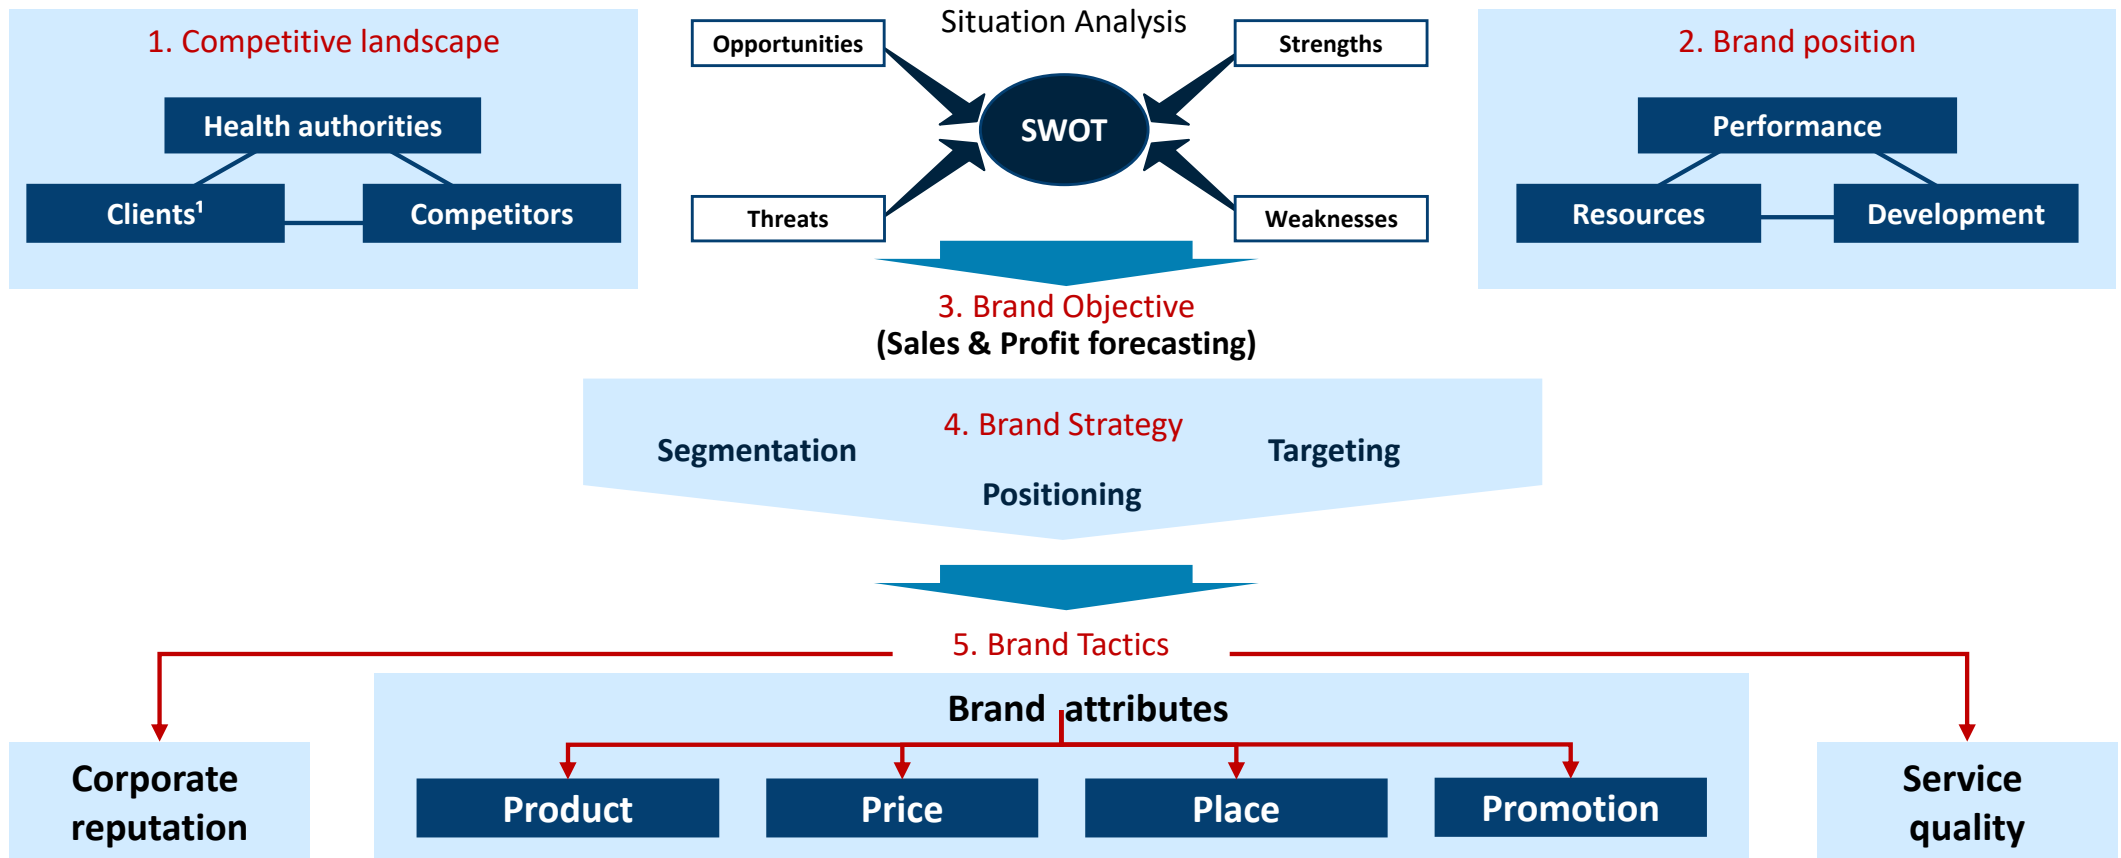 1. Competitive landscape
Health authorities
Clients¹
Competitors
Situation Analysis
Opportunities
Strengths
SWOT
Threats
Weaknesses
2. Brand position
Performance
Resources
Development
3. Brand Objective
(Sales & Profit forecasting)
4. Brand Strategy
Segmentation
Targeting
Positioning
5. Brand Tactics
Corporate
reputation
Brand attributes
Product
Price
Place
Promotion
Service
quality